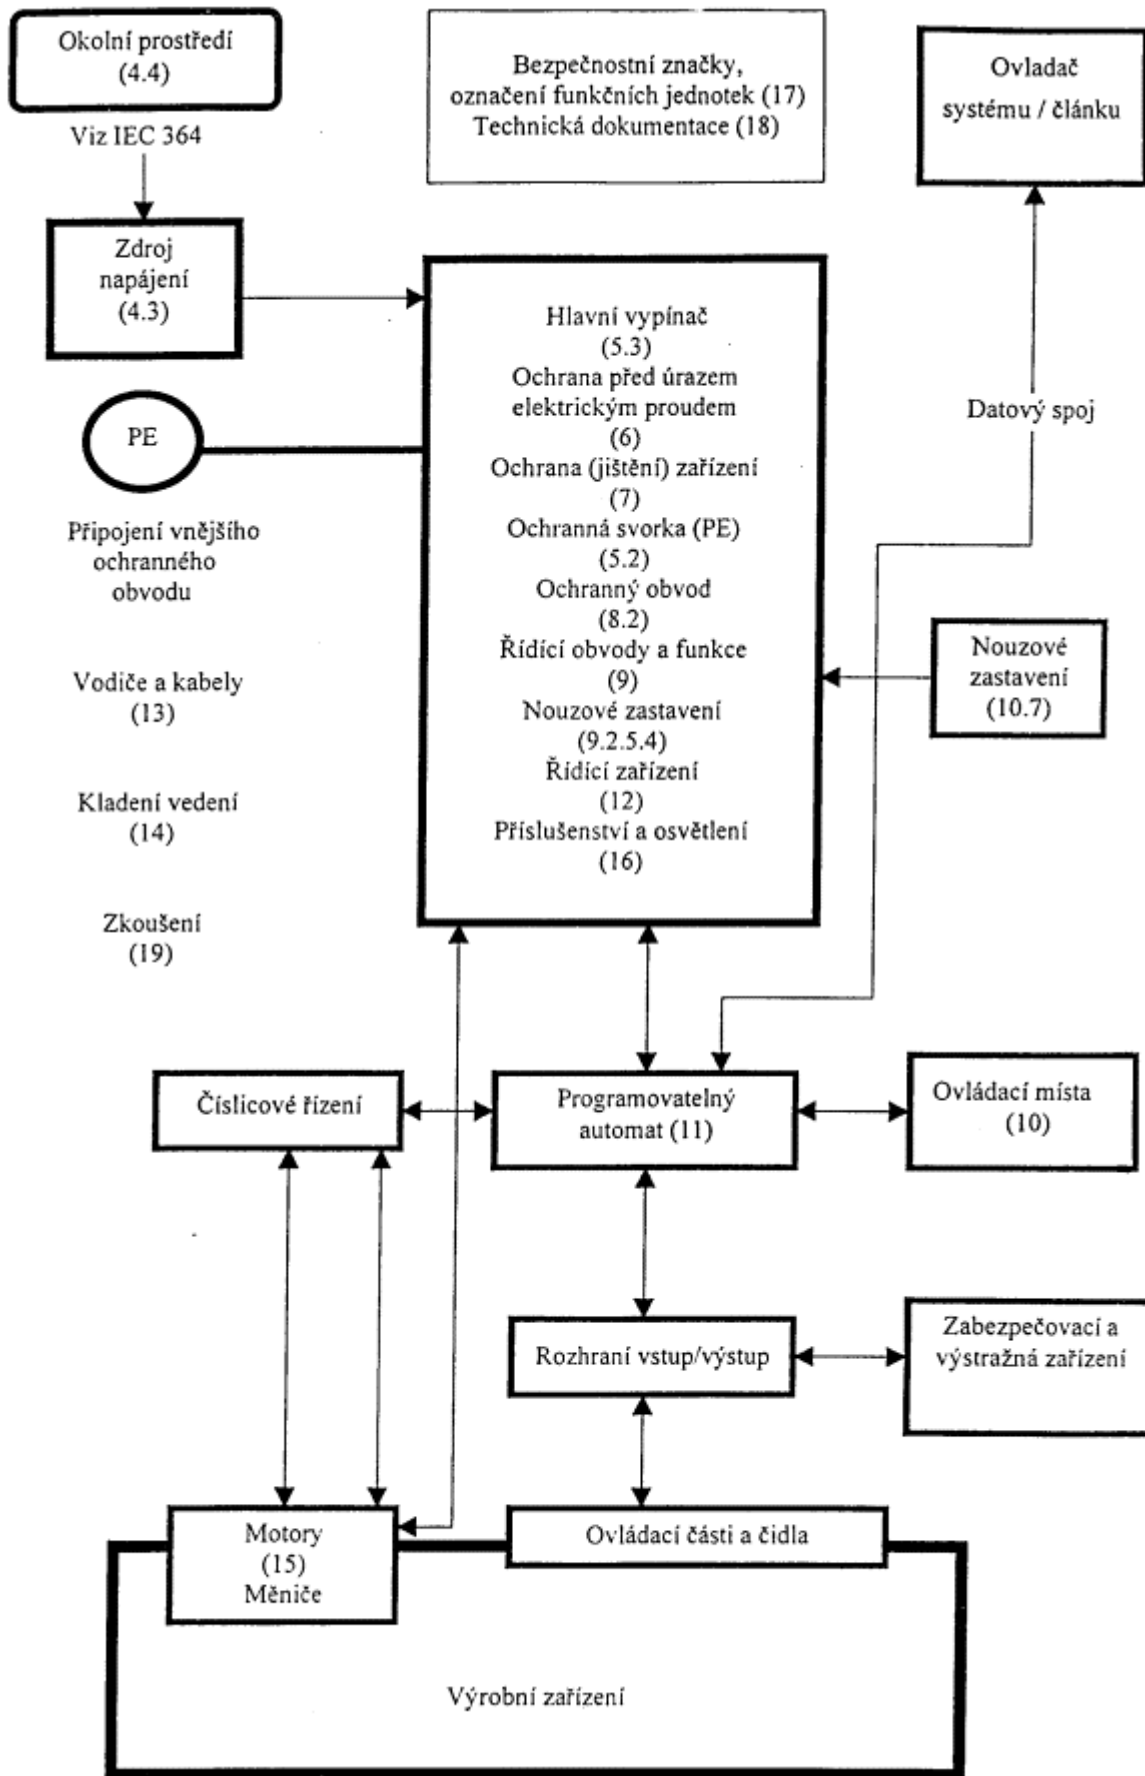 Okolní prostředí
(4.4)
Viz IEC 364
Bezpečnostní značky,
označení funkčních jednotek (17)
Technická dokumentace (18)
Ovladač
systému / článku
Zdroj
napájení
(4.3)
Hlavní vypínač
(5.3)
Ochrana před úrazem
elektrickým proudem
(6)
Ochrana (jištění) zařízení
(7)
Ochranná svorka (PE)
(5.2)
Ochranný obvod
(8.2)
Řídící obvody a funkce
(9)
Nouzové zastavení
(9.2.5.4)
Řídící zařízení
(12)
Příslušenství a osvětlení
(16)
Datový spoj
PE
Připojení vnějšího
ochranného
obvodu
Vodiče a kabely
(13)
Kladení vedení
(14)
Zkoušení
(19)
Nouzové
zastavení
(10.7)
Číslicové řízení
Programovatelný
automat (11)
Ovládací místa
(10)
Rozhraní vstup/výstup
Zabezpečovací a
výstražná zařízení
Motory
(15)
Měniče
Ovládací části a čidla
Výrobní zařízení